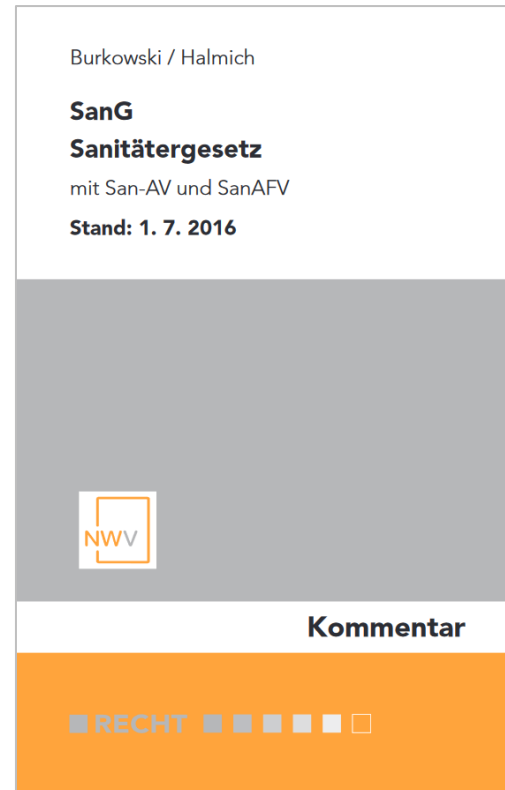 Burkowski / Halmich
SanG
Sanitätergesetz
mit San-AV und SanAFV
Stand: 1. 7. 2016
NWV
Kommentar
RECHT